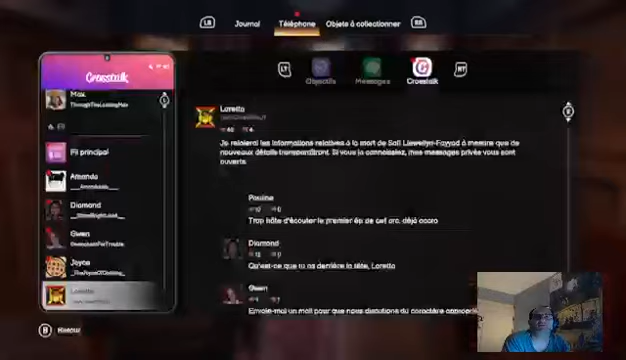 LB Journal Téléphone Objets à collectionner RB
LT Objectifs Messages Crosstalk RT
Crosstalk
Max
ThroughTheLookingMax
Fil principal
Amanda
Diamond
Gwen
GwenLookinForTrouble
Joyce
Loretta
B Retour
Loretta
Je relaierai les informations relatives à la mort de Safi Llewellyn-Fayyad à mesure que de
nouveaux détails transparaîtront. Si vous la connaissiez, mes messages privés vous sont
ouverts.
Pauline
Trop hâte d'écouter le premier ép de cet arc, déjà accro
Diamond
Qu'est-ce que tu as derrière la tête, Loretta
Gwen
Envoie-moi un mail pour que nous discutions du caractère